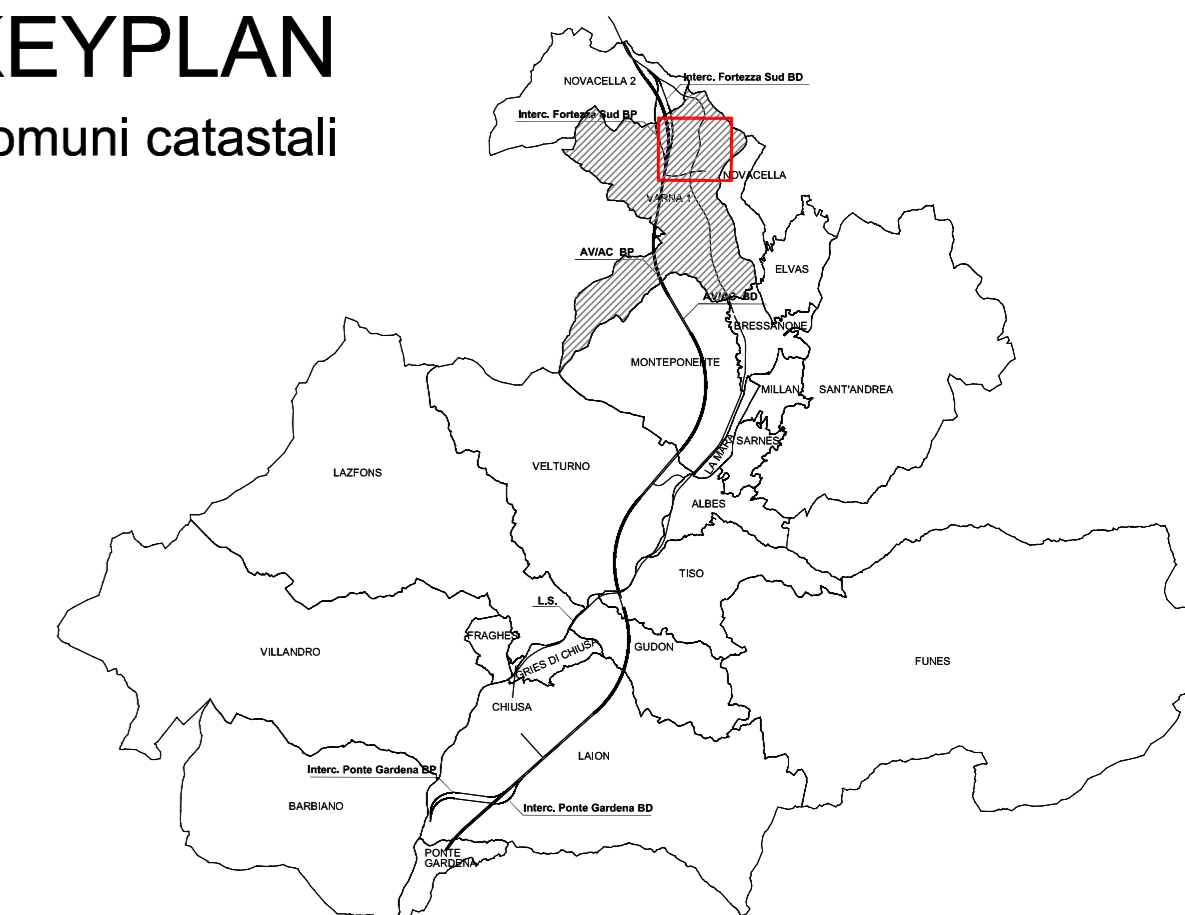 KEYPLAN
omuni catastali
NOVACELLA 2
Interc. Fortezza Sud BD
Interc. Fortezza Sud BP
NOVACELLA
VARNA 1
AV/AC BP
ELVAS
AV/AC BD
BRESSANONE
MONTEPONENTE
MILLAN
SANT'ANDREA
SARNES
LA MARA
LAZFONS
VELTURNO
ALBES
TISO
L.S.
FRAGHES
GRIES DI CHIUSA
GUDON
VILLANDRO
FUNES
CHIUSA
LAION
Interc. Ponte Gardena BP
BARBIANO
Interc. Ponte Gardena BD
PONTE
GARDENA